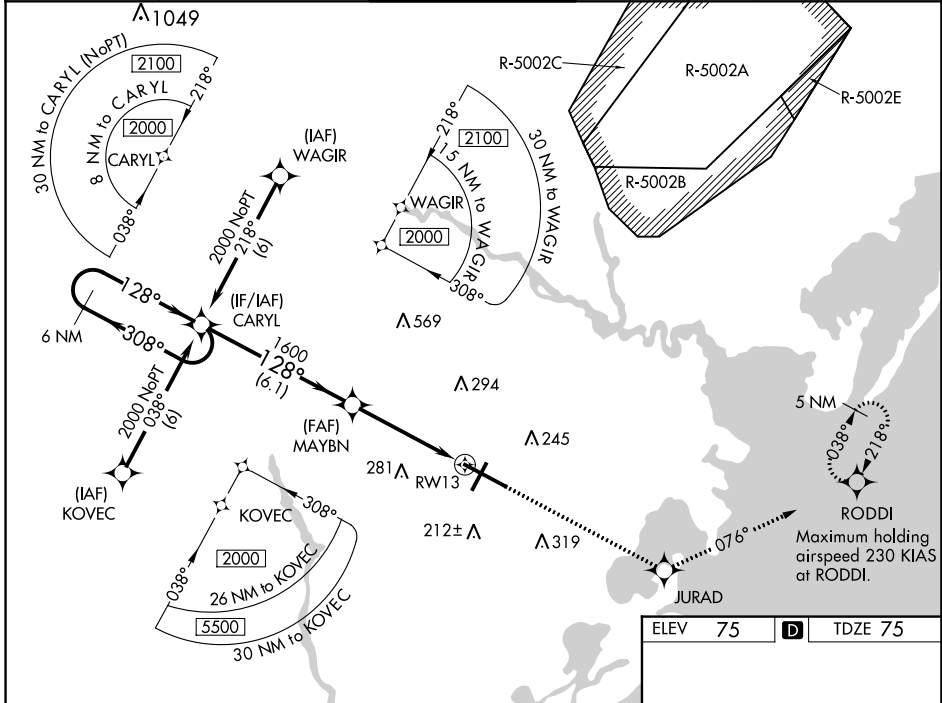 1049
30 NM to CARYL (NoPT)
2100
218°
8 NM to CARYL
2000
CARYL
038°
(IAF)
WAGIR
2000 NoPT
218°
(6)
218°
2100
15 NM to WAGIR
30 NM to WAGIR
WAGIR
2000
308°
R-5002C
R-5002A
R-5002E
R-5002B
128°
6 NM
308°
(IF/IAF)
CARYL
1600
128°
(6.1)
2000 NoPT
038°
(6)
(IAF)
KOVEC
569
294
(FAF)
MAYBN
245
281
RW13
212±
319
5 NM
038°
218°
RODDI
Maximum holding
airspeed 230 KIAS
at RODDI.
076°
JURAD
308°
KOVEC
038°
2000
26 NM to KOVEC
5500
30 NM to KOVEC
ELEV 75 D TDZE 75